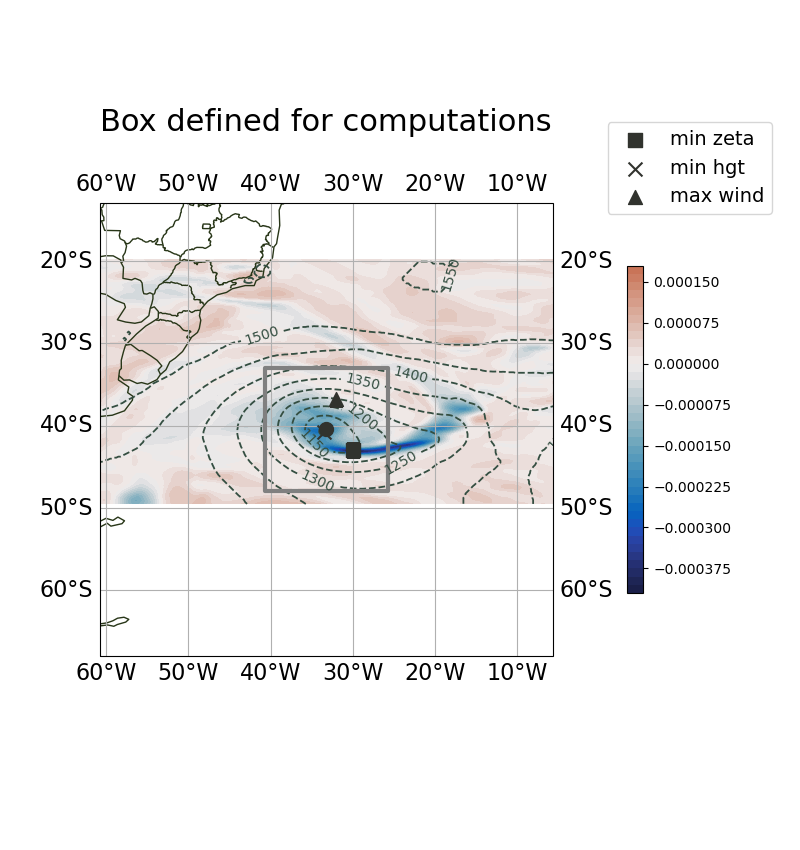 Box defined for computations
min zeta
min hgt
max wind
60°W 50°W 40°W 30°W 20°W 10°W
20°S 20°S
30°S 30°S
40°S 40°S
50°S 50°S
60°S 60°S
60°W 50°W 40°W 30°W 20°W 10°W
1550
1500
1400
1350
1200
1150
1250
1300
0.000150
0.000075
0.000000
−0.000075
−0.000150
−0.000225
−0.000300
−0.000375